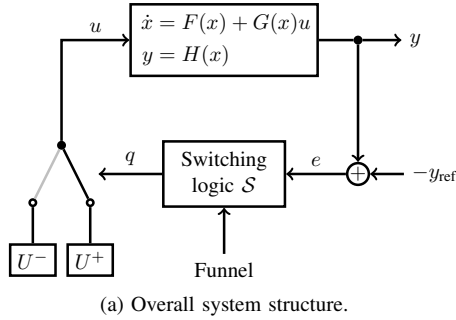 u
ẋ = F(x) + G(x)u
y = H(x)
y
q
Switching
logic 𝒮
e
+
−y_ref
U⁻
U⁺
Funnel
(a) Overall system structure.